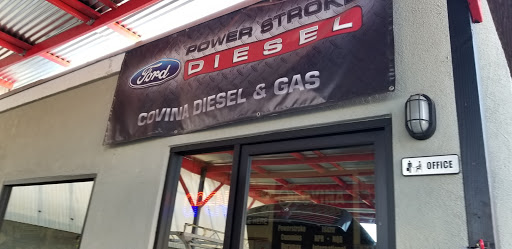 POWER STROKE
Ford
DIESEL
COVINA DIESEL & GAS
OFFICE